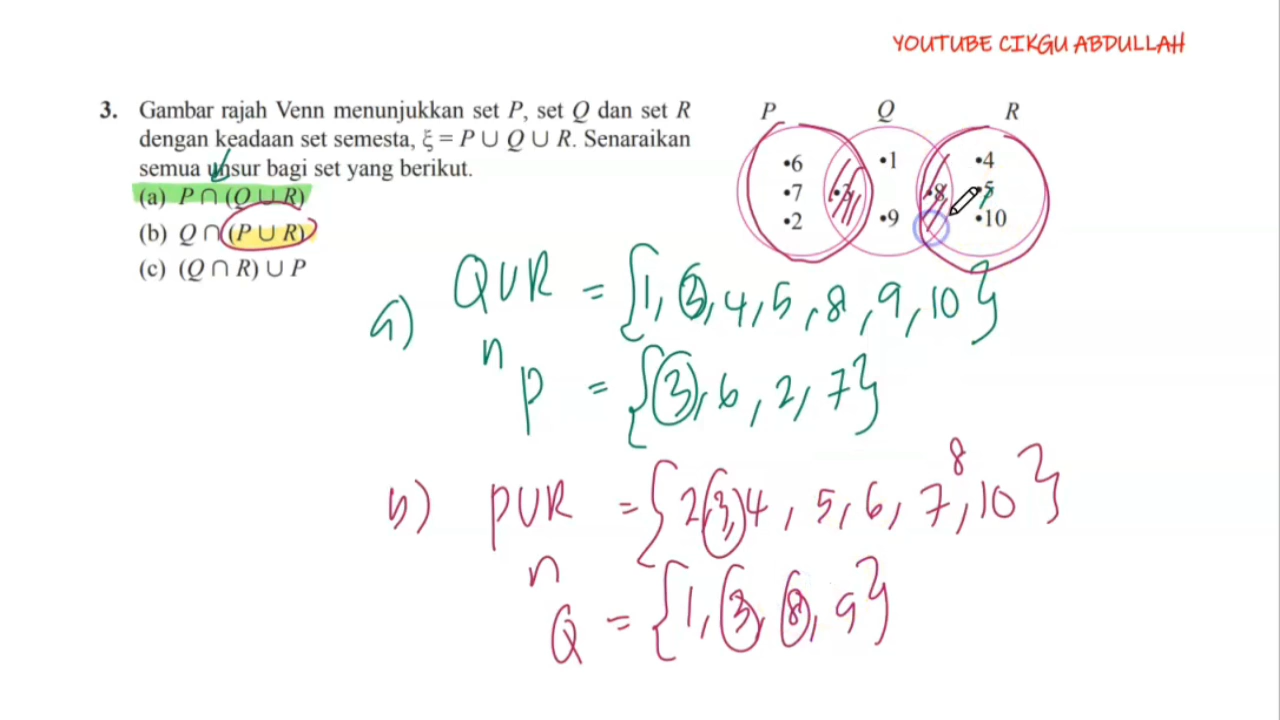 YOUTUBE CIKGU ABDULLAH
3. Gambar rajah Venn menunjukkan set P, set Q dan set R
dengan keadaan set semesta, ξ = P ∪ Q ∪ R. Senaraikan
semua unsur bagi set yang berikut.
(a) P ∩ (Q ∪ R)
(b) Q ∩ (P ∪ R)
(c) (Q ∩ R) ∪ P
P Q R
•6 •1 •4
•7 •3 •8 •5
•2 •9 •10
a) Q∪R = {1, 3, 4, 5, 8, 9, 10}
∩
P = {3, 6, 2, 7}
b) P∪R = {2, 3, 4, 5, 6, 7, 8, 10}
∩
Q = {1, 3, 8, 9}